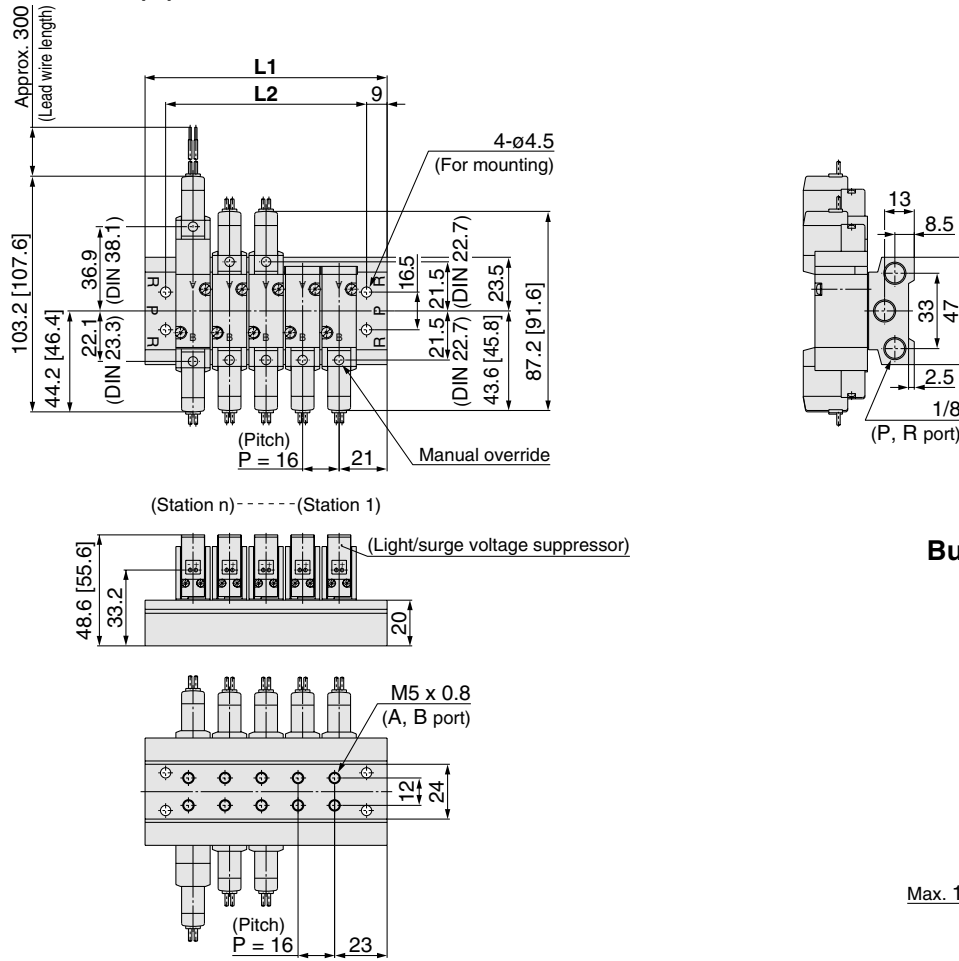 Approx. 300
(Lead wire length)
L1
L2
9
4-ø4.5
(For mounting)
103.2 [107.6]
44.2 [46.4]
36.9
(DIN 38.1)
22.1
(DIN 23.3)
R
P
R
R
P
R
V
V
V
V
V
B
B
B
B
B
16.5
21.5
(DIN 22.7)
23.5
21.5
(DIN 22.7)
43.6 [45.8]
87.2 [91.6]
(Pitch)
P = 16
21
Manual override
13
8.5
33
47
2.5
1/8
(P, R port)
(Station n)------(Station 1)
(Light/surge voltage suppressor)
48.6 [55.6]
33.2
20
Bu
M5 x 0.8
(A, B port)
12
24
(Pitch)
P = 16
23
Max. 1